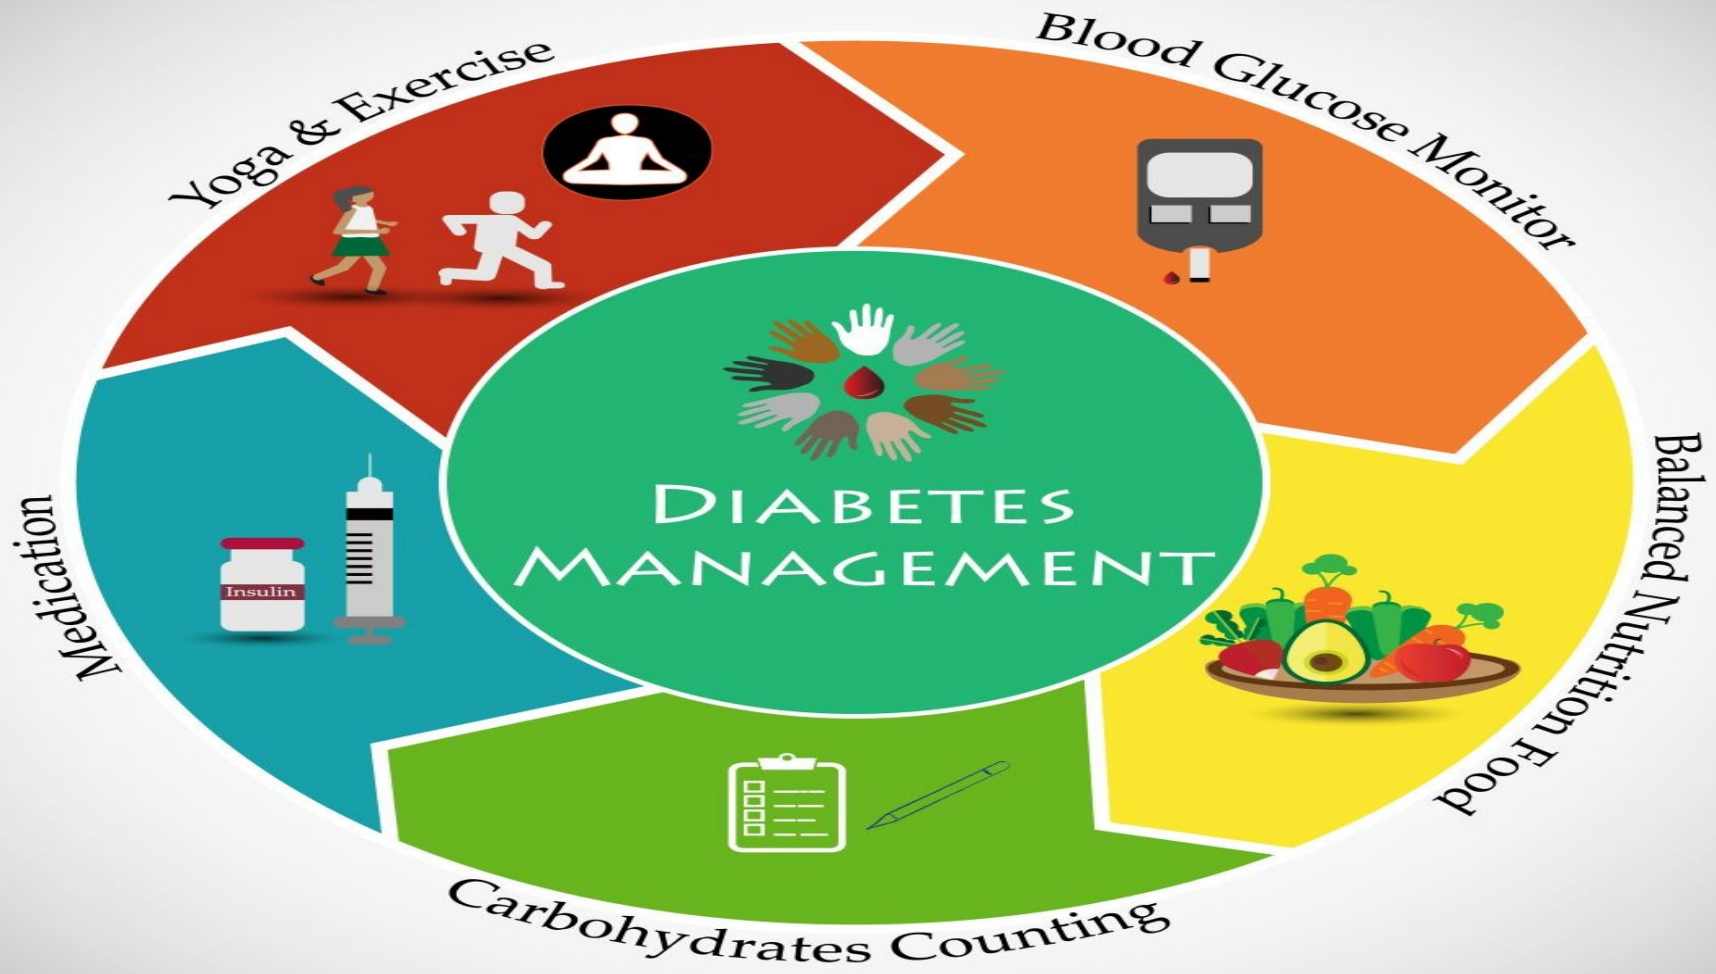 Yoga & Exercise
Blood Glucose Monitor
DIABETES
MANAGEMENT
Insulin
Medication
Balanced Nutrition Food
Carbohydrates Counting